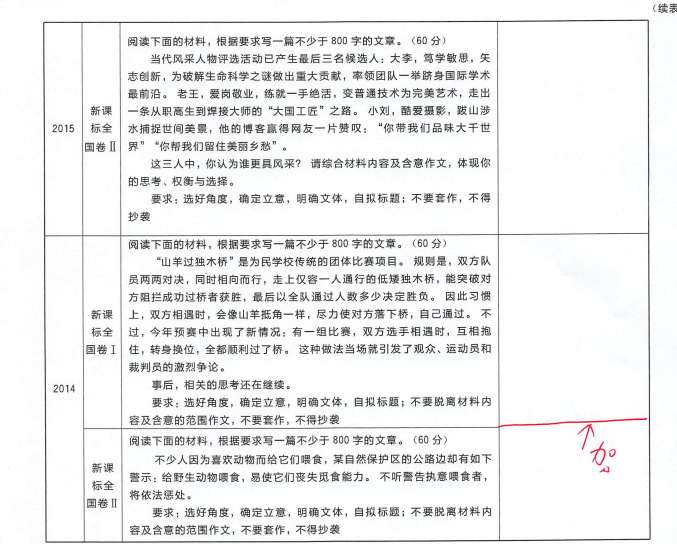 （续表
2015
新课
标全
国卷Ⅱ
阅读下面的材料，根据要求写一篇不少于 800 字的文章。（60 分）
当代风采人物评选活动已产生最后三名候选人：大李，笃学敏思，矢
志创新，为破解生命科学之谜做出重大贡献，率领团队一举跻身国际学术
最前沿。 老王，爱岗敬业，练就一手绝活，变普通技术为完美艺术，走出
一条从职高生到焊接大师的“大国工匠”之路。 小刘，酷爱摄影，跋山涉
水捕捉世间美景，他的博客赢得网友一片赞叹：“你带我们品味大千世
界”“你帮我们留住美丽乡愁”。
这三人中，你认为谁更具风采？ 请综合材料内容及含意作文，体现你
的思考、权衡与选择。
要求：选好角度，确定立意，明确文体，自拟标题；不要套作，不得
抄袭
2014
新课
标全
国卷Ⅰ
阅读下面的材料，根据要求写一篇不少于 800 字的文章。（60 分）
“山羊过独木桥”是为民学校传统的团体比赛项目。 规则是，双方队
员两两对决，同时相向而行，走上仅容一人通行的低矮独木桥，能突破对
方阻拦成功过桥者获胜，最后以全队通过人数多少决定胜负。 因此习惯
上，双方相遇时，会像山羊抵角一样，尽力使对方落下桥，自己通过。 不
过，今年预赛中出现了新情况：有一组比赛，双方选手相遇时，互相抱
住，转身换位，全都顺利过了桥。 这种做法当场就引发了观众、运动员和
裁判员的激烈争论。
事后，相关的思考还在继续。
要求：选好角度，确定立意，明确文体，自拟标题；不要脱离材料内
容及含意的范围作文，不要套作，不得抄袭
新课
标全
国卷Ⅱ
阅读下面的材料，根据要求写一篇不少于 800 字的文章。（60 分）
不少人因为喜欢动物而给它们喂食，某自然保护区的公路边却有如下
警示：给野生动物喂食，易使它们丧失觅食能力。 不听警告执意喂食者，
将依法惩处。
要求：选好角度，确定立意，明确文体，自拟标题；不要脱离材料内
容及含意的范围作文，不要套作，不得抄袭
加